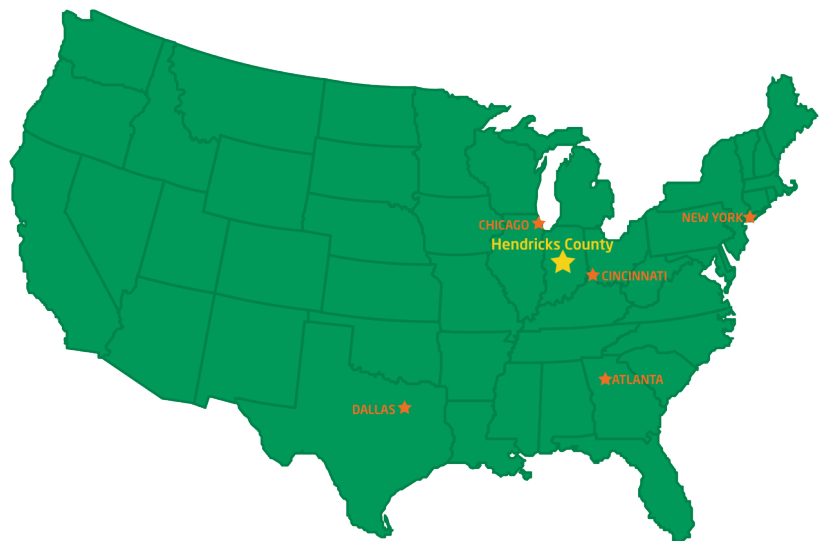 NEW YORK
CHICAGO
Hendricks County
CINCINNATI
ATLANTA
DALLAS